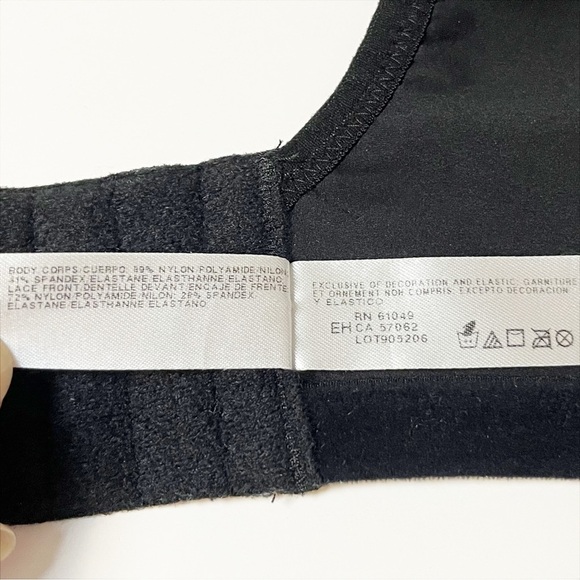 BODY, CORPS/CUERPO: 59% NYLON/POLYAMIDE/NILON:
41% SPANDEX/ELASTANE/ELASTHANNE/ELASTANO
LACE FRONT/DENTELLE DEVANT/ENCAJE DE FRENTE
72% NYLON/POLYAMIDE/NILON: 28% SPANDEX/
ELASTANE/ELASTHANNE/ELASTANO
EXCLUSIVE OF DECORATION AND ELASTIC, GARNITURE
ET ORNEMENT NON COMPRIS. EXCEPTO DECORACION
Y ELASTICO
RN 61049
EH CA 57062
LOT905206